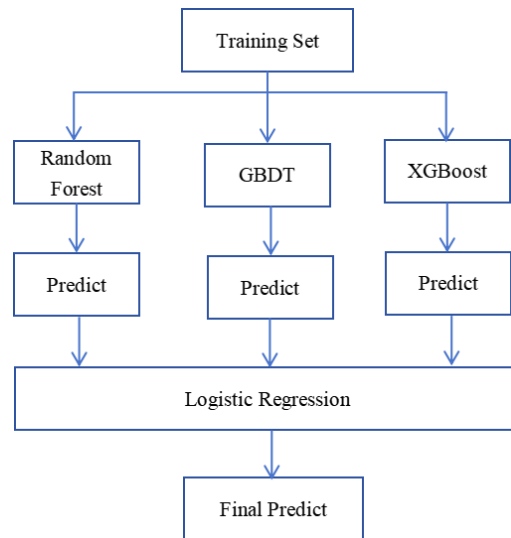 Training Set
Random
Forest
GBDT
XGBoost
Predict
Predict
Predict
Logistic Regression
Final Predict